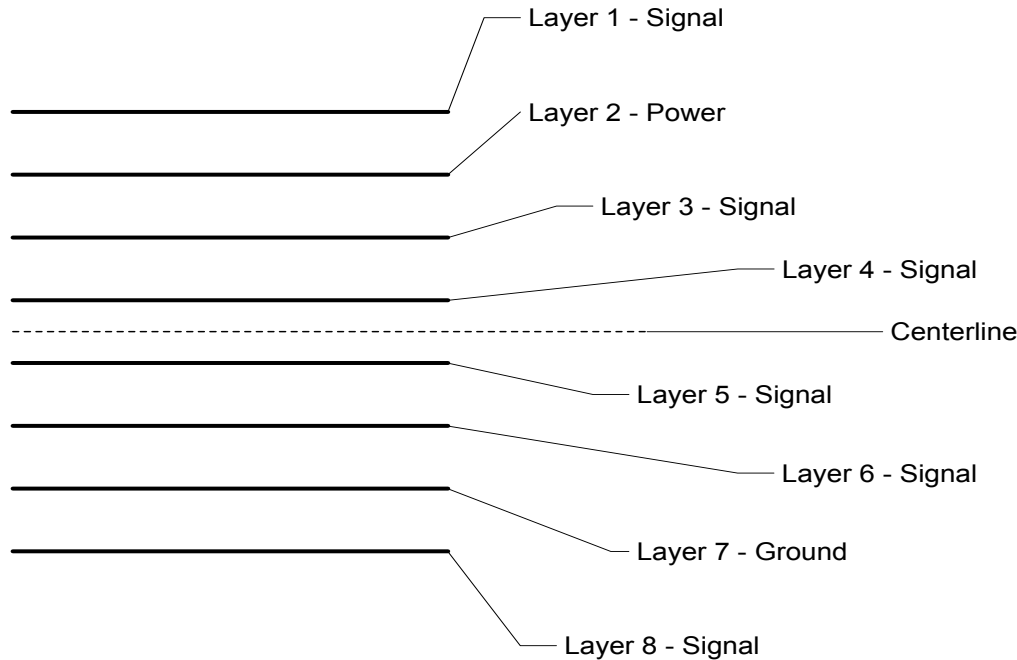 Layer 1 - Signal
Layer 2 - Power
Layer 3 - Signal
Layer 4 - Signal
Centerline
Layer 5 - Signal
Layer 6 - Signal
Layer 7 - Ground
Layer 8 - Signal